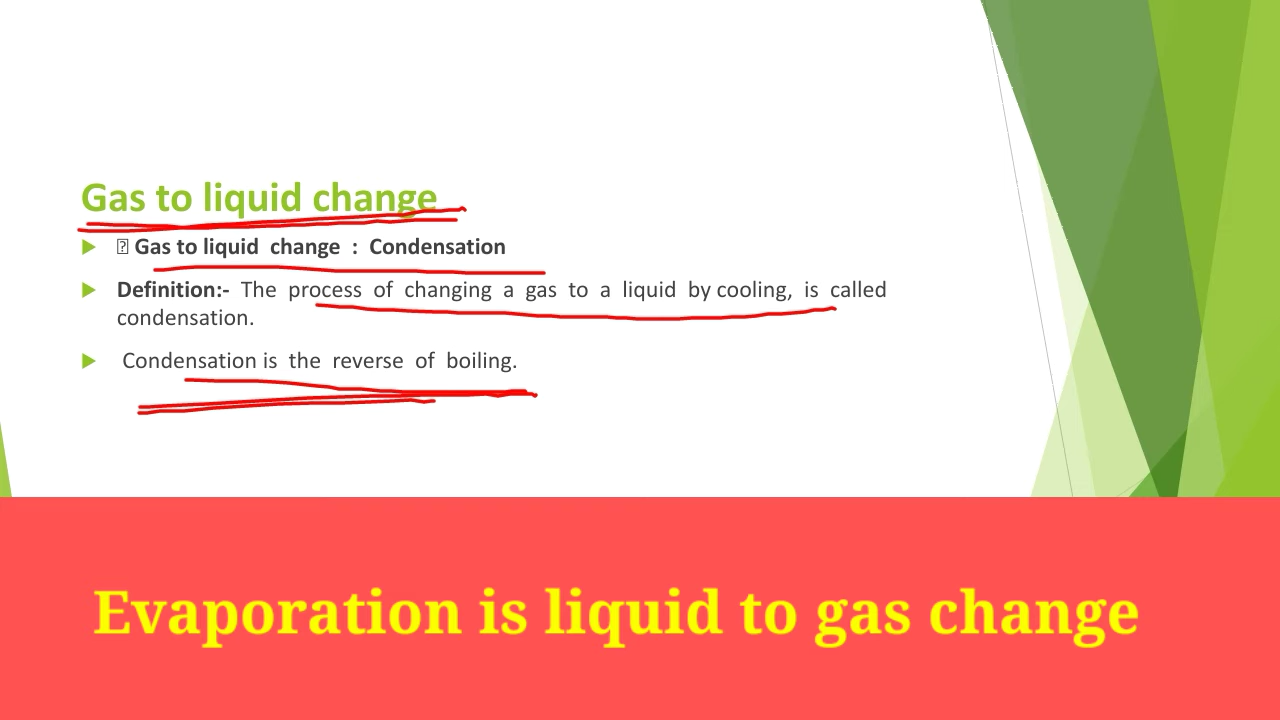 Gas to liquid change
Gas to liquid change : Condensation
Definition:- The process of changing a gas to a liquid by cooling, is called
condensation.
Condensation is the reverse of boiling.
Evaporation is liquid to gas change